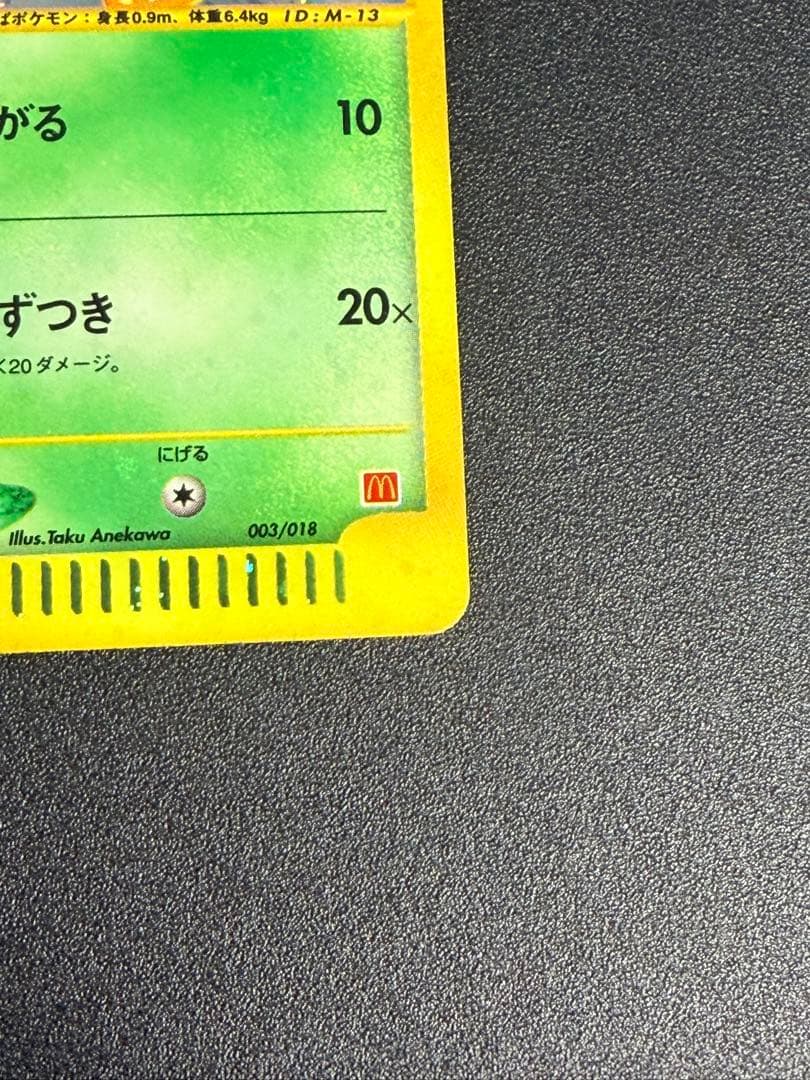 ばポケモン：身長0.9m、体重6.4kg ID:M-13
がる 10
ずつき 20×
く20ダメージ。
にげる
Illus.Taku Anekawa 003/018